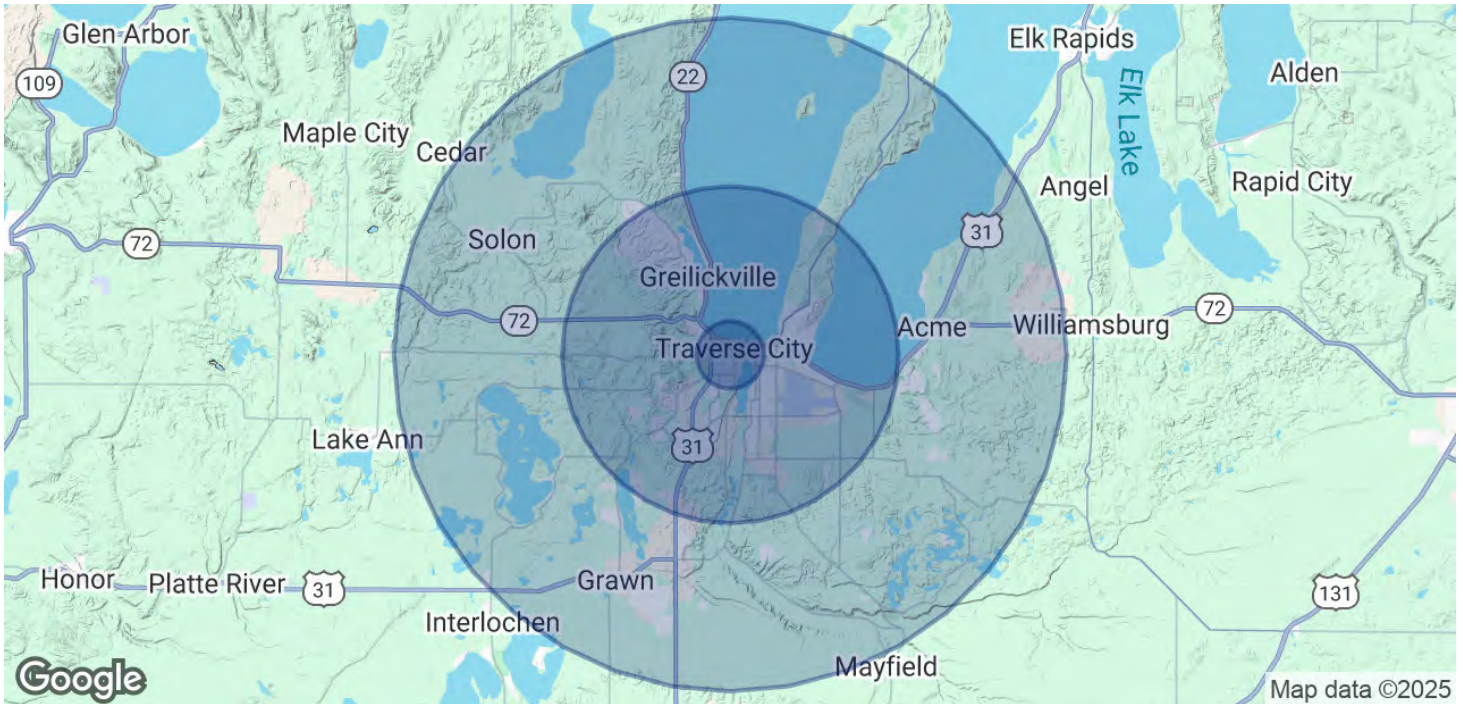 Glen Arbor
Elk Rapids
22
Alden
109
Elk Lake
Maple City
Cedar
Rapid City
Angel
31
Solon
72
Greilickville
72
72
Acme
Williamsburg
Traverse City
Lake Ann
31
Honor
Platte River
31
Grawn
131
Interlochen
Mayfield
Google
Map data ©2025